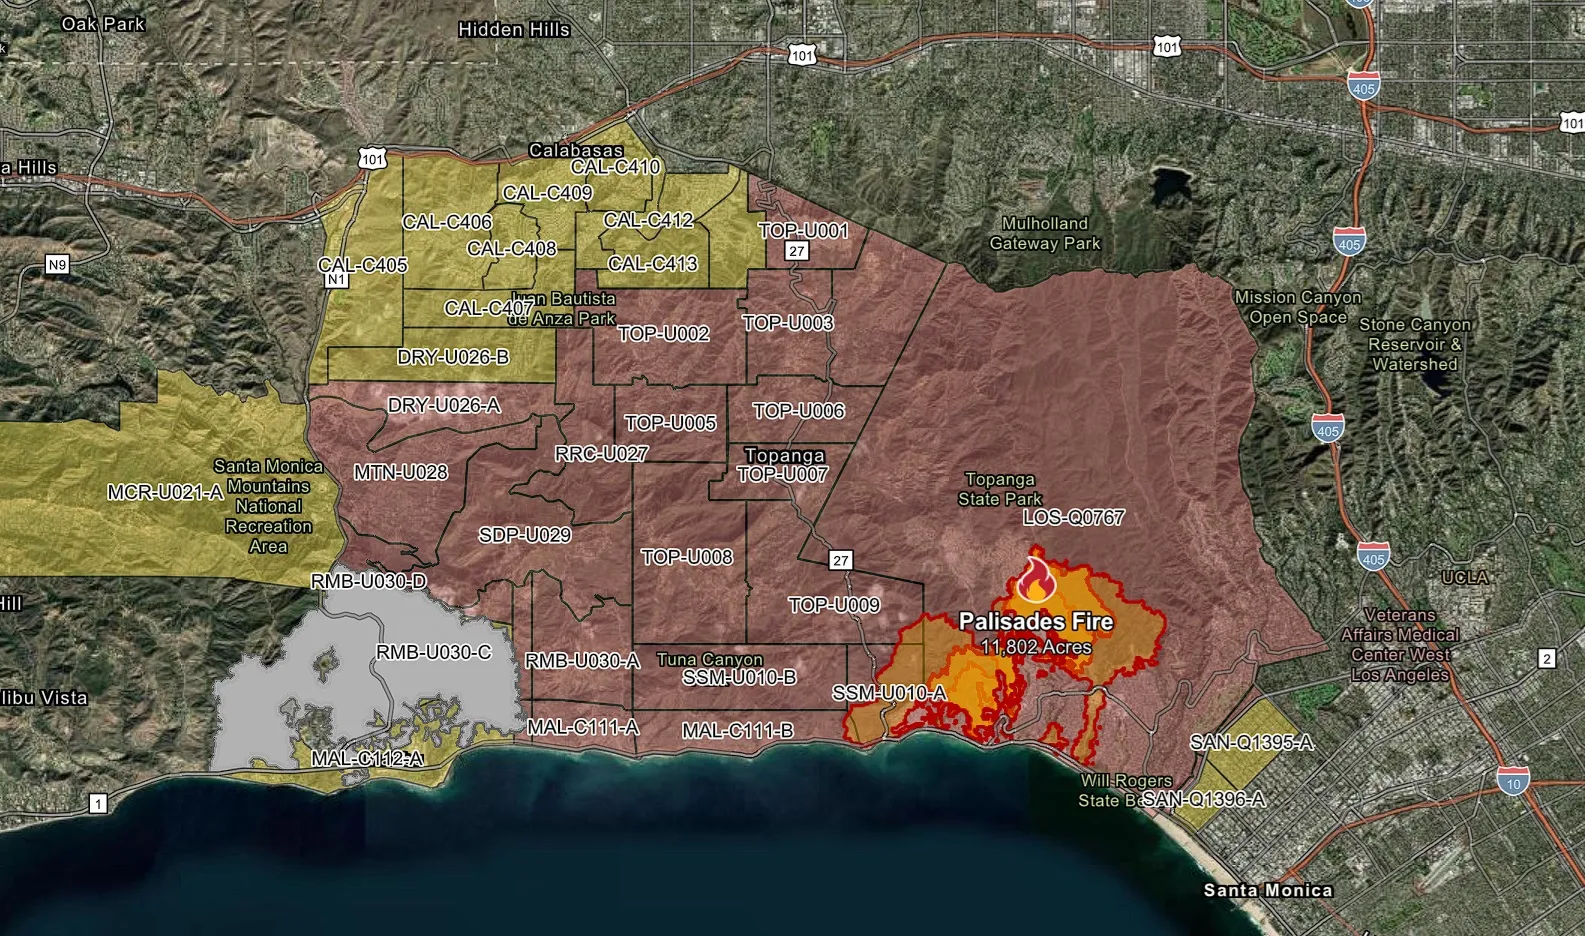 Oak Park
Hidden Hills
405
101
101
k
405
101
Calabasas
101
CAL-C410
a Hills
CAL-C409
CAL-C406
CAL-C412
TOP-U001
Mulholland
Gateway Park
CAL-C408
27
405
N9
CAL-C405
N1
CAL-C413
CAL-C407
Juan Bautista
de Anza Park
Mission Canyon
Open Space
TOP-U002
TOP-U003
Stone Canyon
Reservoir &
Watershed
DRY-U026-B
DRY-U026-A
TOP-U005
TOP-U006
405
RRC-U027
Topanga
TOP-U007
MTN-U028
Santa Monica
Mountains
National
Recreation
Area
MCR-U021-A
Topanga
State Park
LOS-Q0767
SDP-U029
TOP-U008
27
405
UCLA
RMB-U030-D
TOP-U009
Hill
Palisades Fire
11,802 Acres
Veterans
Affairs Medical
Center West
Los Angeles
RMB-U030-C
RMB-U030-A
Tuna Canyon
SSM-U010-B
2
SSM-U010-A
libu Vista
MAL-C111-A
MAL-C111-B
SAN-Q1395-A
MAL-C112-A
Will Rogers
State Be
SAN-Q1396-A
10
1
Santa Monica